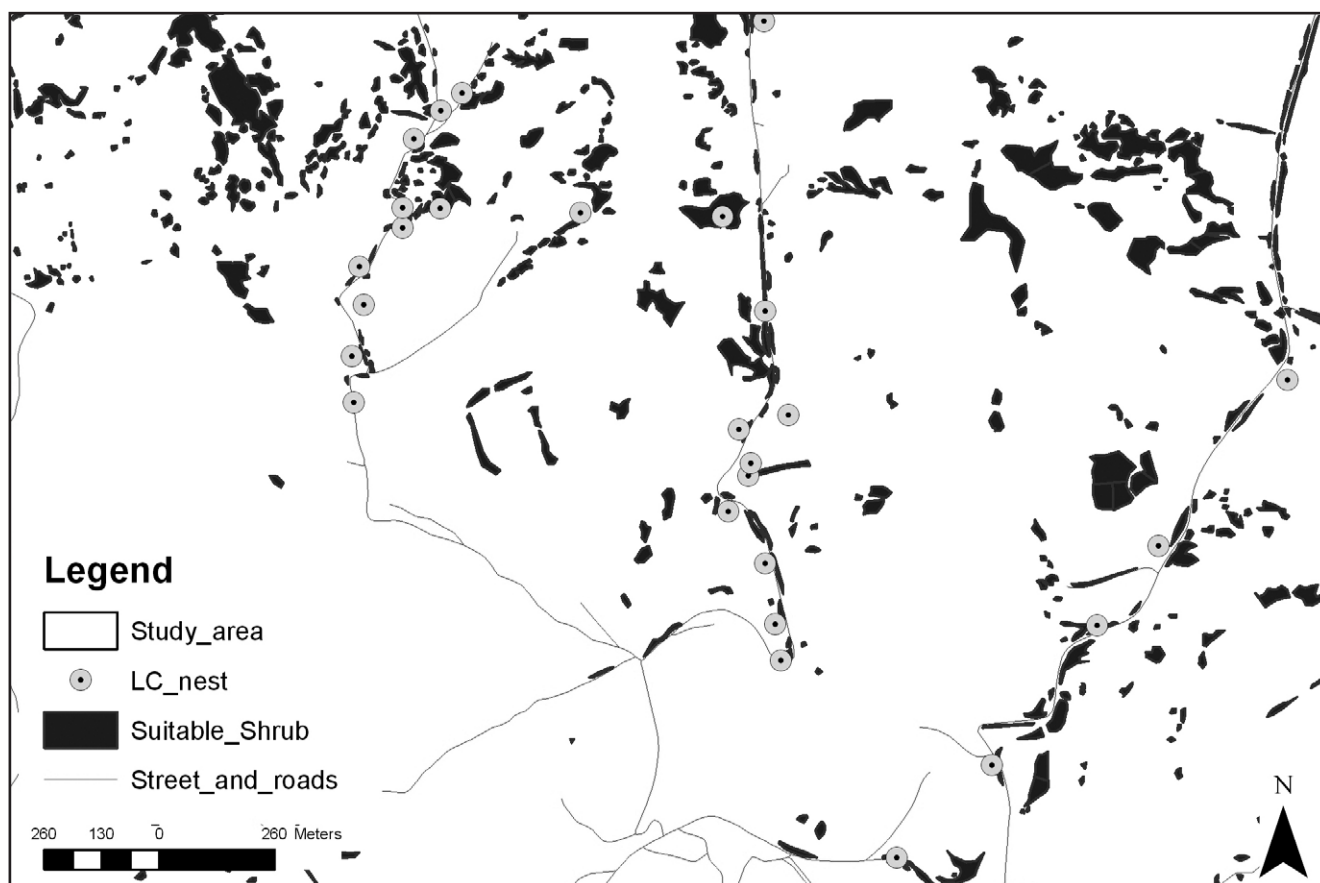 Legend
Study_area
LC_nest
Suitable_Shrub
Street_and_roads
260 130 0 260 Meters
N